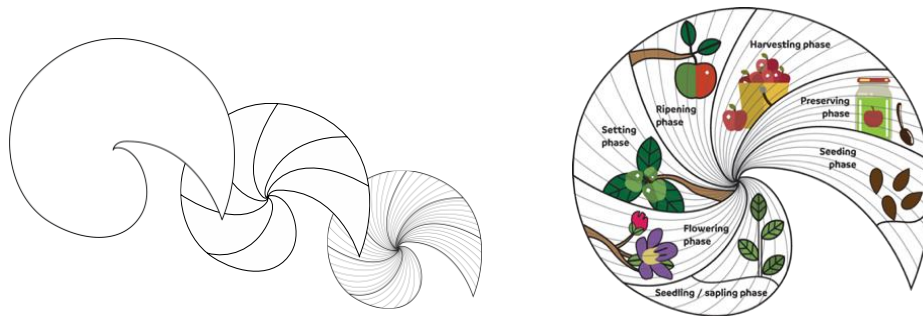 Harvesting phase
Ripening
phase
Preserving
phase
Setting
phase
Seeding
phase
Flowering
phase
Seedling / sapling phase